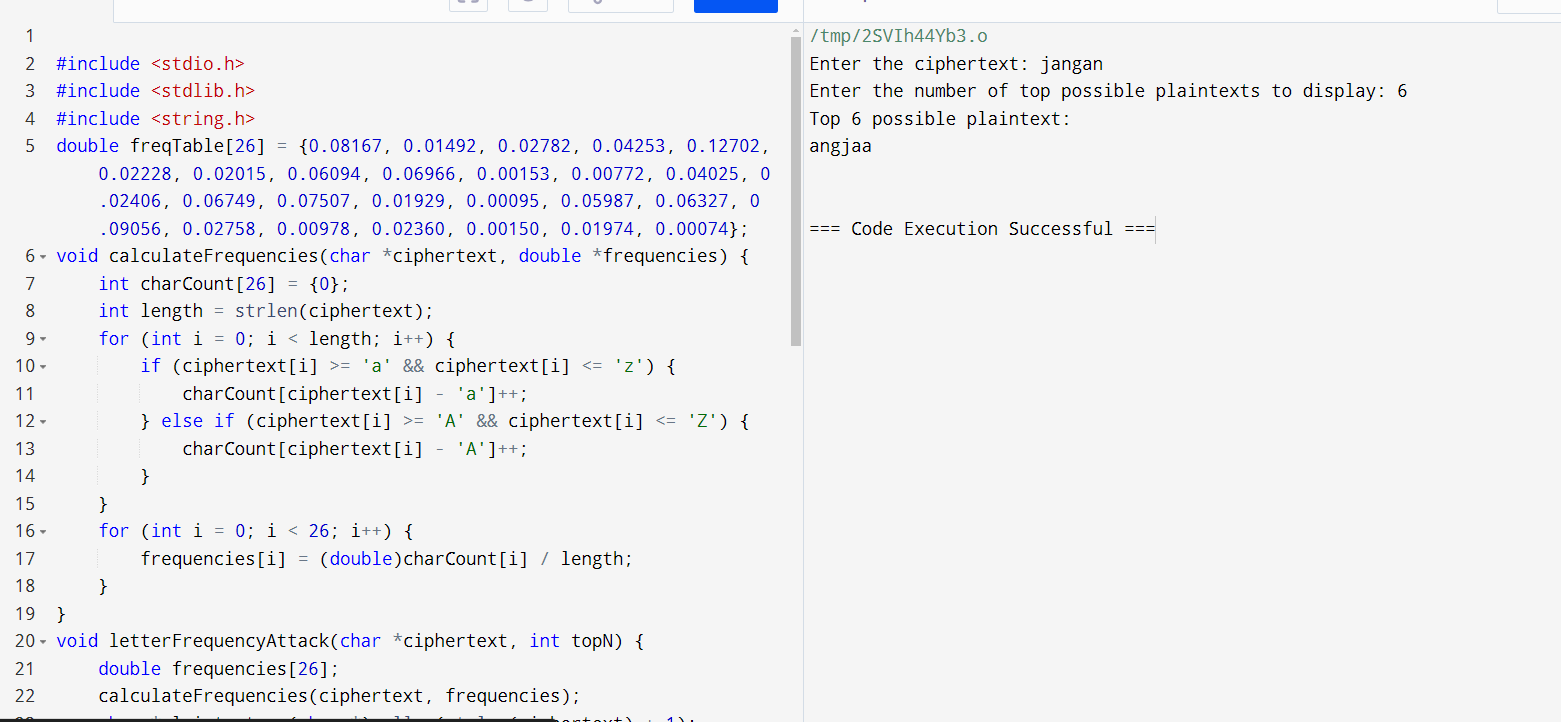 1
2 #include <stdio.h>
3 #include <stdlib.h>
4 #include <string.h>
5 double freqTable[26] = {0.08167, 0.01492, 0.02782, 0.04253, 0.12702,
0.02228, 0.02015, 0.06094, 0.06966, 0.00153, 0.00772, 0.04025, 0
.02406, 0.06749, 0.07507, 0.01929, 0.00095, 0.05987, 0.06327, 0
.09056, 0.02758, 0.00978, 0.02360, 0.00150, 0.01974, 0.00074};
6 void calculateFrequencies(char *ciphertext, double *frequencies) {
7 int charCount[26] = {0};
8 int length = strlen(ciphertext);
9 for (int i = 0; i < length; i++) {
10 if (ciphertext[i] >= 'a' && ciphertext[i] <= 'z') {
11 charCount[ciphertext[i] - 'a']++;
12 } else if (ciphertext[i] >= 'A' && ciphertext[i] <= 'Z') {
13 charCount[ciphertext[i] - 'A']++;
14 }
15 }
16 for (int i = 0; i < 26; i++) {
17 frequencies[i] = (double)charCount[i] / length;
18 }
19 }
20 void letterFrequencyAttack(char *ciphertext, int topN) {
21 double frequencies[26];
22 calculateFrequencies(ciphertext, frequencies);
/tmp/2SVIh44Yb3.o
Enter the ciphertext: jangan
Enter the number of top possible plaintexts to display: 6
Top 6 possible plaintext:
angjaa
=== Code Execution Successful ===